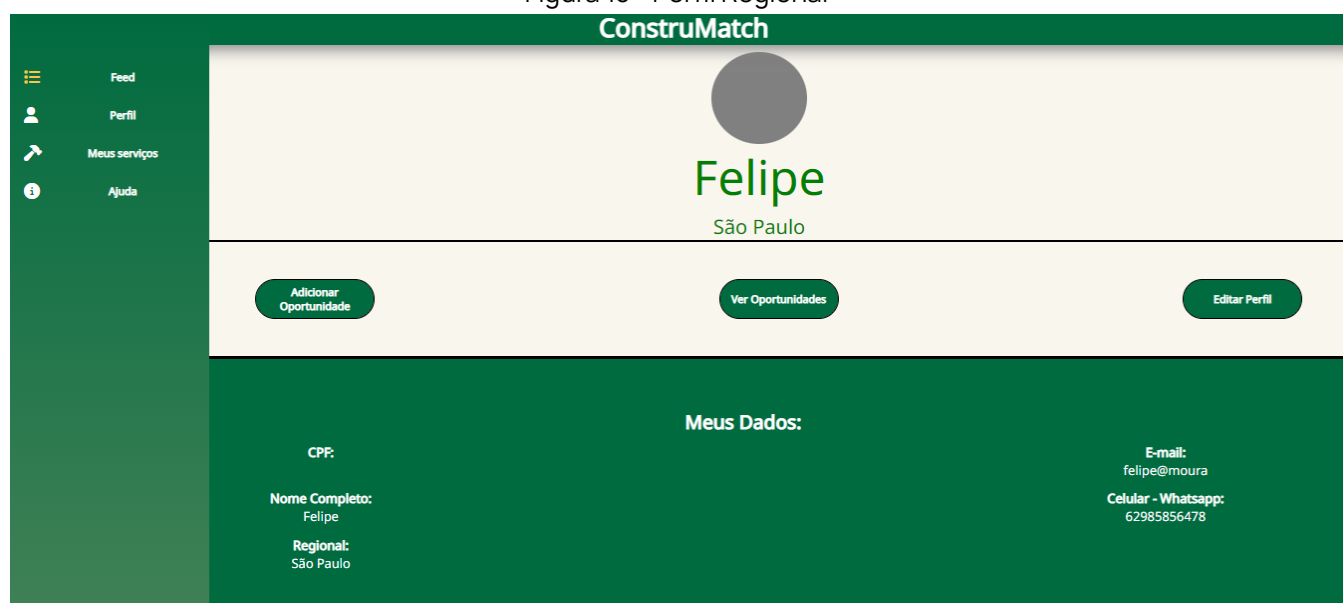 ConstruMatch
Feed
Perfil
Meus serviços
Ajuda
Felipe
São Paulo
Adicionar
Oportunidade
Ver Oportunidades
Editar Perfil
Meus Dados:
CPF:
E-mail:
felipe@moura
Nome Completo:
Felipe
Celular - Whatsapp:
62985856478
Regional:
São Paulo